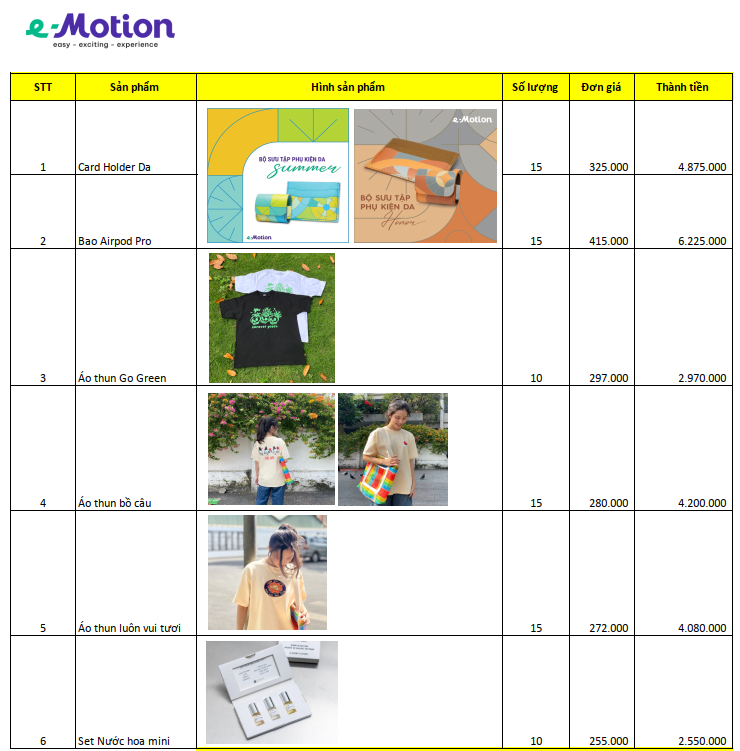 e-Motion
easy - exciting - experience
STT Sản phẩm Hình sản phẩm Số lượng Đơn giá Thành tiền
BỘ SƯU TẬP PHỤ KIỆN DA
summer
e-Motion
e-Motion
BỘ SƯU TẬP
PHỤ KIỆN DA
1 Card Holder Da 15 325.000 4.875.000
2 Bao Airpod Pro 15 415.000 6.225.000
3 Áo thun Go Green 10 297.000 2.970.000
4 Áo thun bồ câu 15 280.000 4.200.000
5 Áo thun luôn vui tươi 15 272.000 4.080.000
6 Set Nước hoa mini 10 255.000 2.550.000